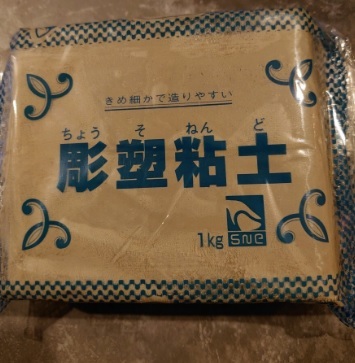 きめ細かで造りやすい
ちょう そ ねん ど
彫塑粘土
1kg
SNC